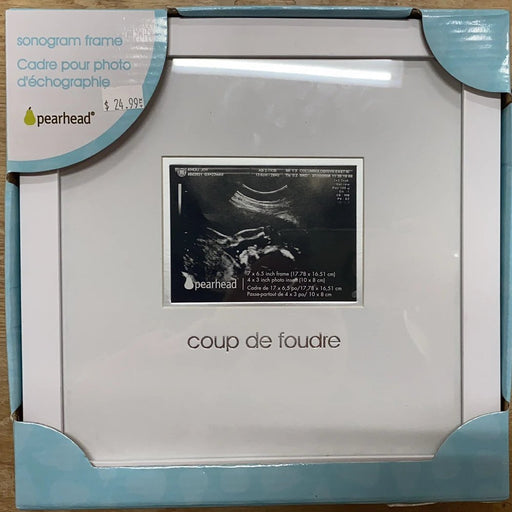 sonogram frame
Cadre pour photo
d'échographie
$ 24.99
pearhead®
pearhead
7 x 6.5 inch frame (17.78 x 16.51 cm)
4 x 3 inch photo insert (10 x 8 cm)
Cadre de 17 x 6,5 po/17,78 x 16,51 cm
Passe-partout de 4 x 3 po/ 10 x 8 cm
coup de foudre